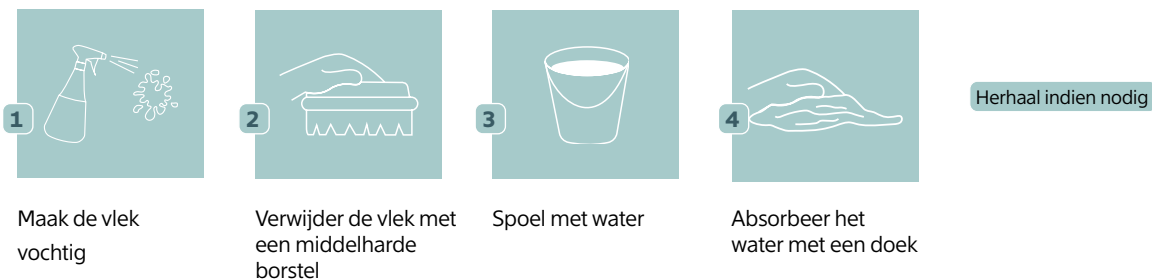 1
Maak de vlek
vochtig
2
Verwijder de vlek met
een middelharde
borstel
3
Spoel met water
4
Absorbeer het
water met een doek
Herhaal indien nodig